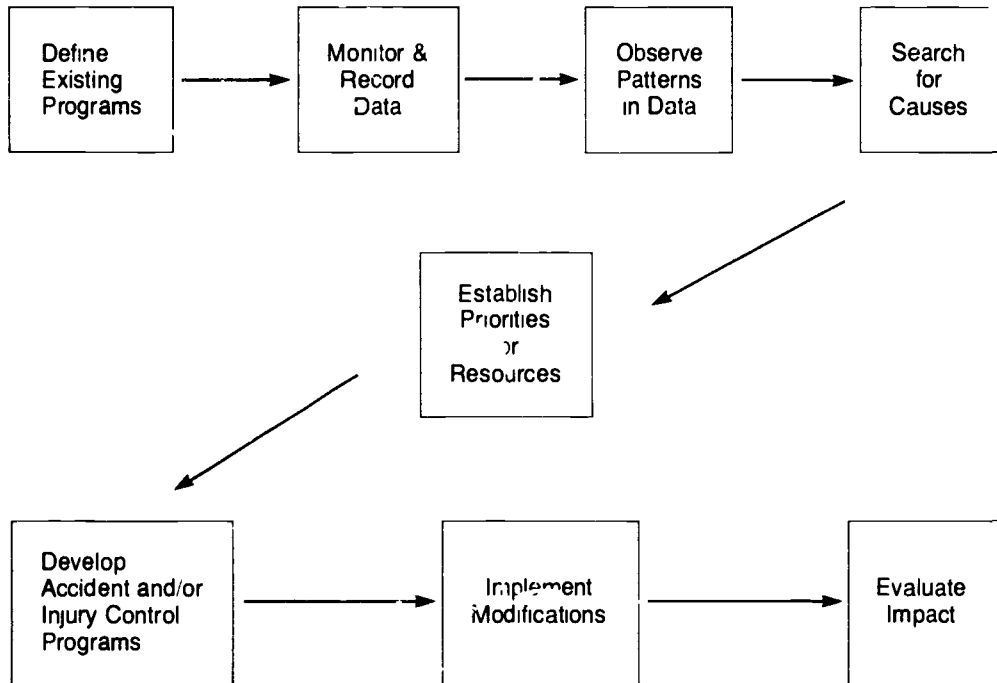 Define
Existing
Programs
Monitor &
Record
Data
Observe
Patterns
in Data
Search
for
Causes
Establish
Priorities
or
Resources
Develop
Accident and/or
Injury Control
Programs
Implement
Modifications
Evaluate
Impact